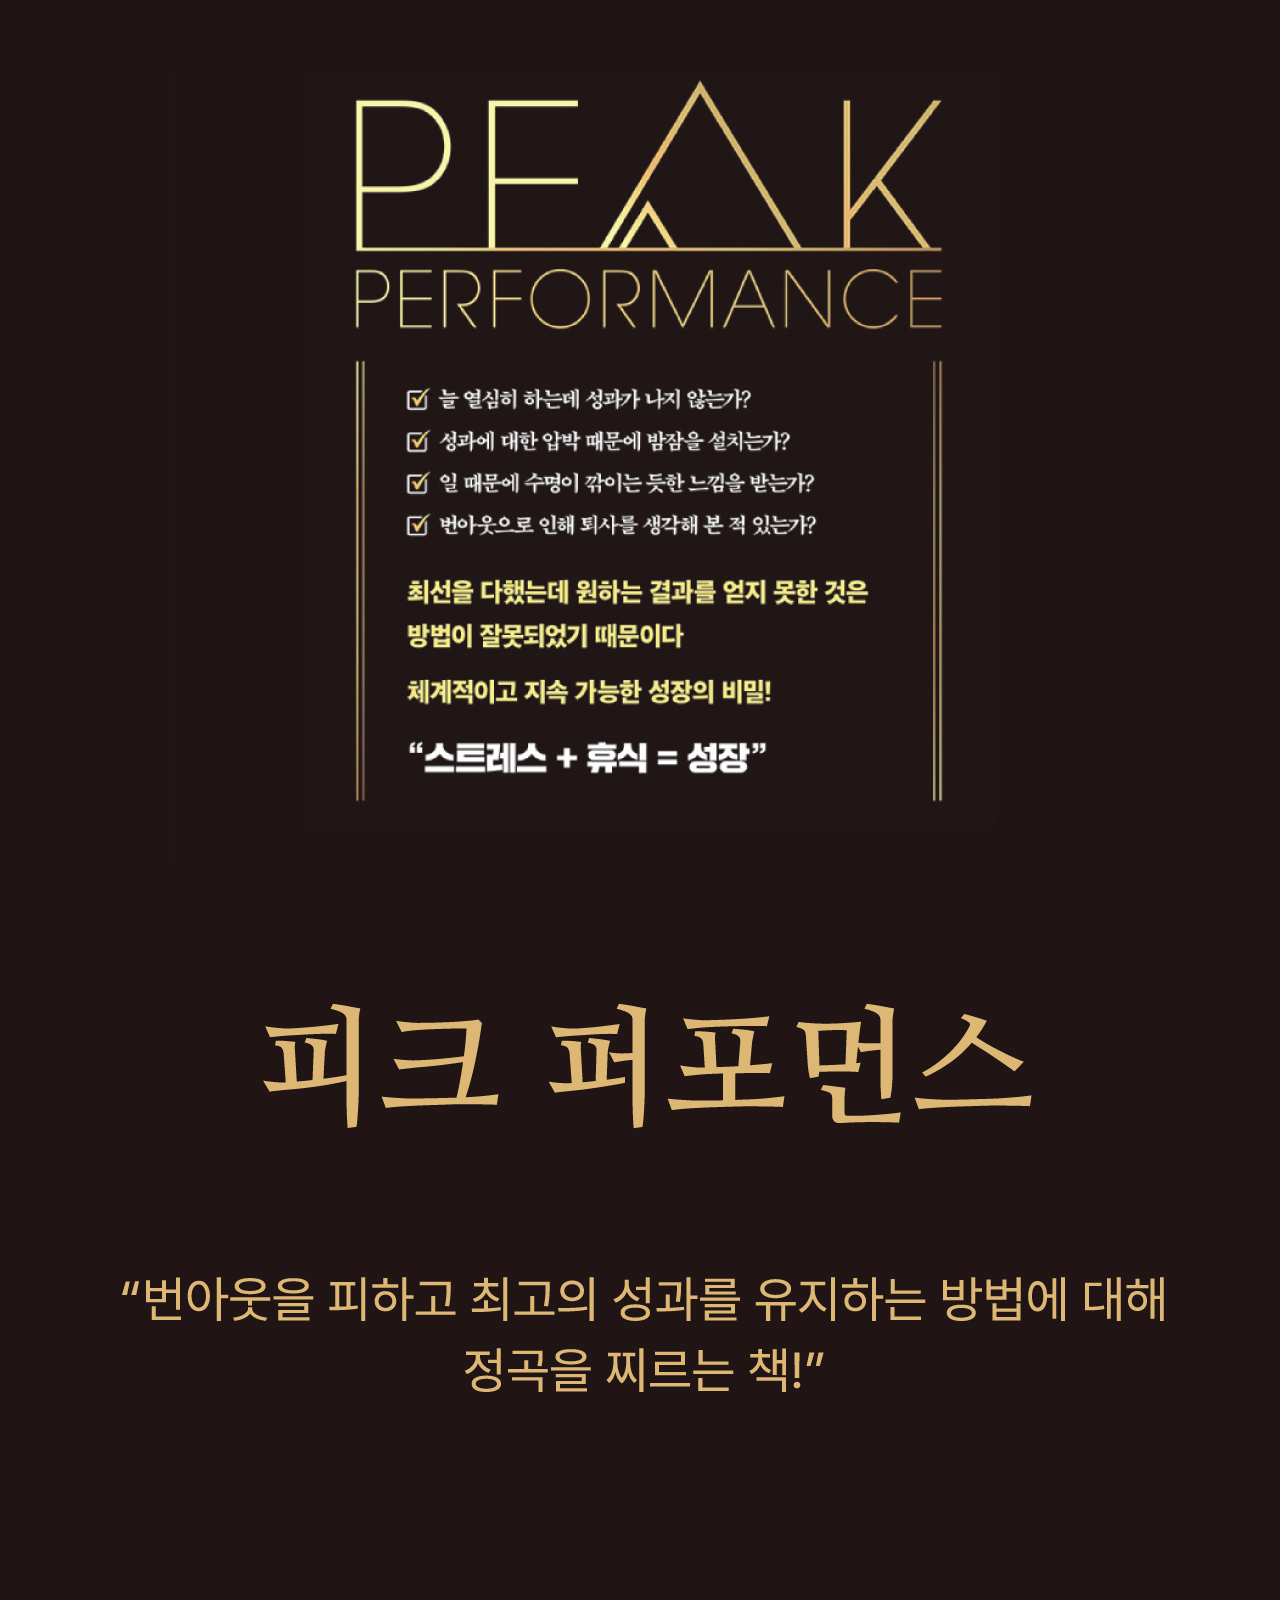 PEAK
PERFORMANCE
늘 열심히 하는데 성과가 나지 않는가?
성과에 대한 압박 때문에 밤잠을 설치는가?
일 때문에 수명이 깎이는 듯한 느낌을 받는가?
번아웃으로 인해 퇴사를 생각해 본 적 있는가?
최선을 다했는데 원하는 결과를 얻지 못한 것은
방법이 잘못되었기 때문이다
체계적이고 지속 가능한 성장의 비밀!
“스트레스 + 휴식 = 성장”
피크 퍼포먼스
“번아웃을 피하고 최고의 성과를 유지하는 방법에 대해
정곡을 찌르는 책!”